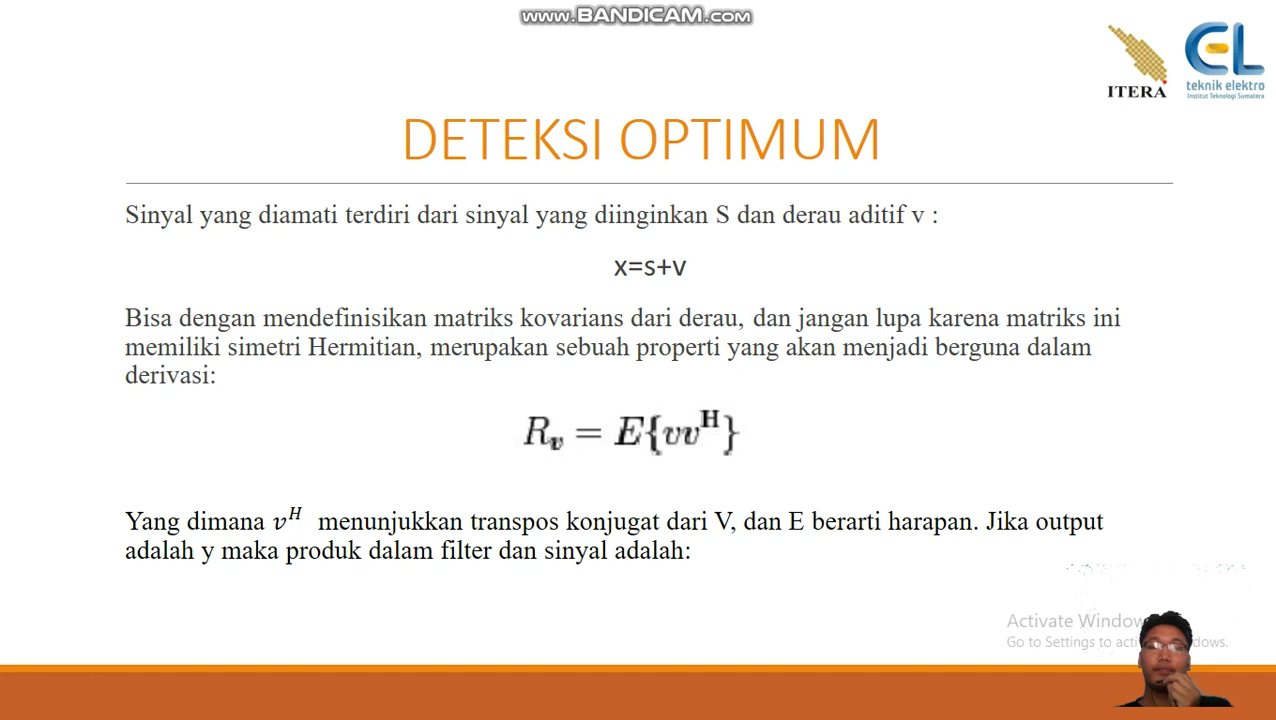 www.BANDICAM.com
ITERA
teknik elektro
Institut Teknologi Sumatera
DETEKSI OPTIMUM
Sinyal yang diamati terdiri dari sinyal yang diinginkan S dan derau aditif v :
x=s+v
Bisa dengan mendefinisikan matriks kovarians dari derau, dan jangan lupa karena matriks ini
memiliki simetri Hermitian, merupakan sebuah properti yang akan menjadi berguna dalam
derivasi:
R_v = E{vv^H}
Yang dimana v^H menunjukkan transpos konjugat dari V, dan E berarti harapan. Jika output
adalah y maka produk dalam filter dan sinyal adalah:
Activate Window
Go to Settings to